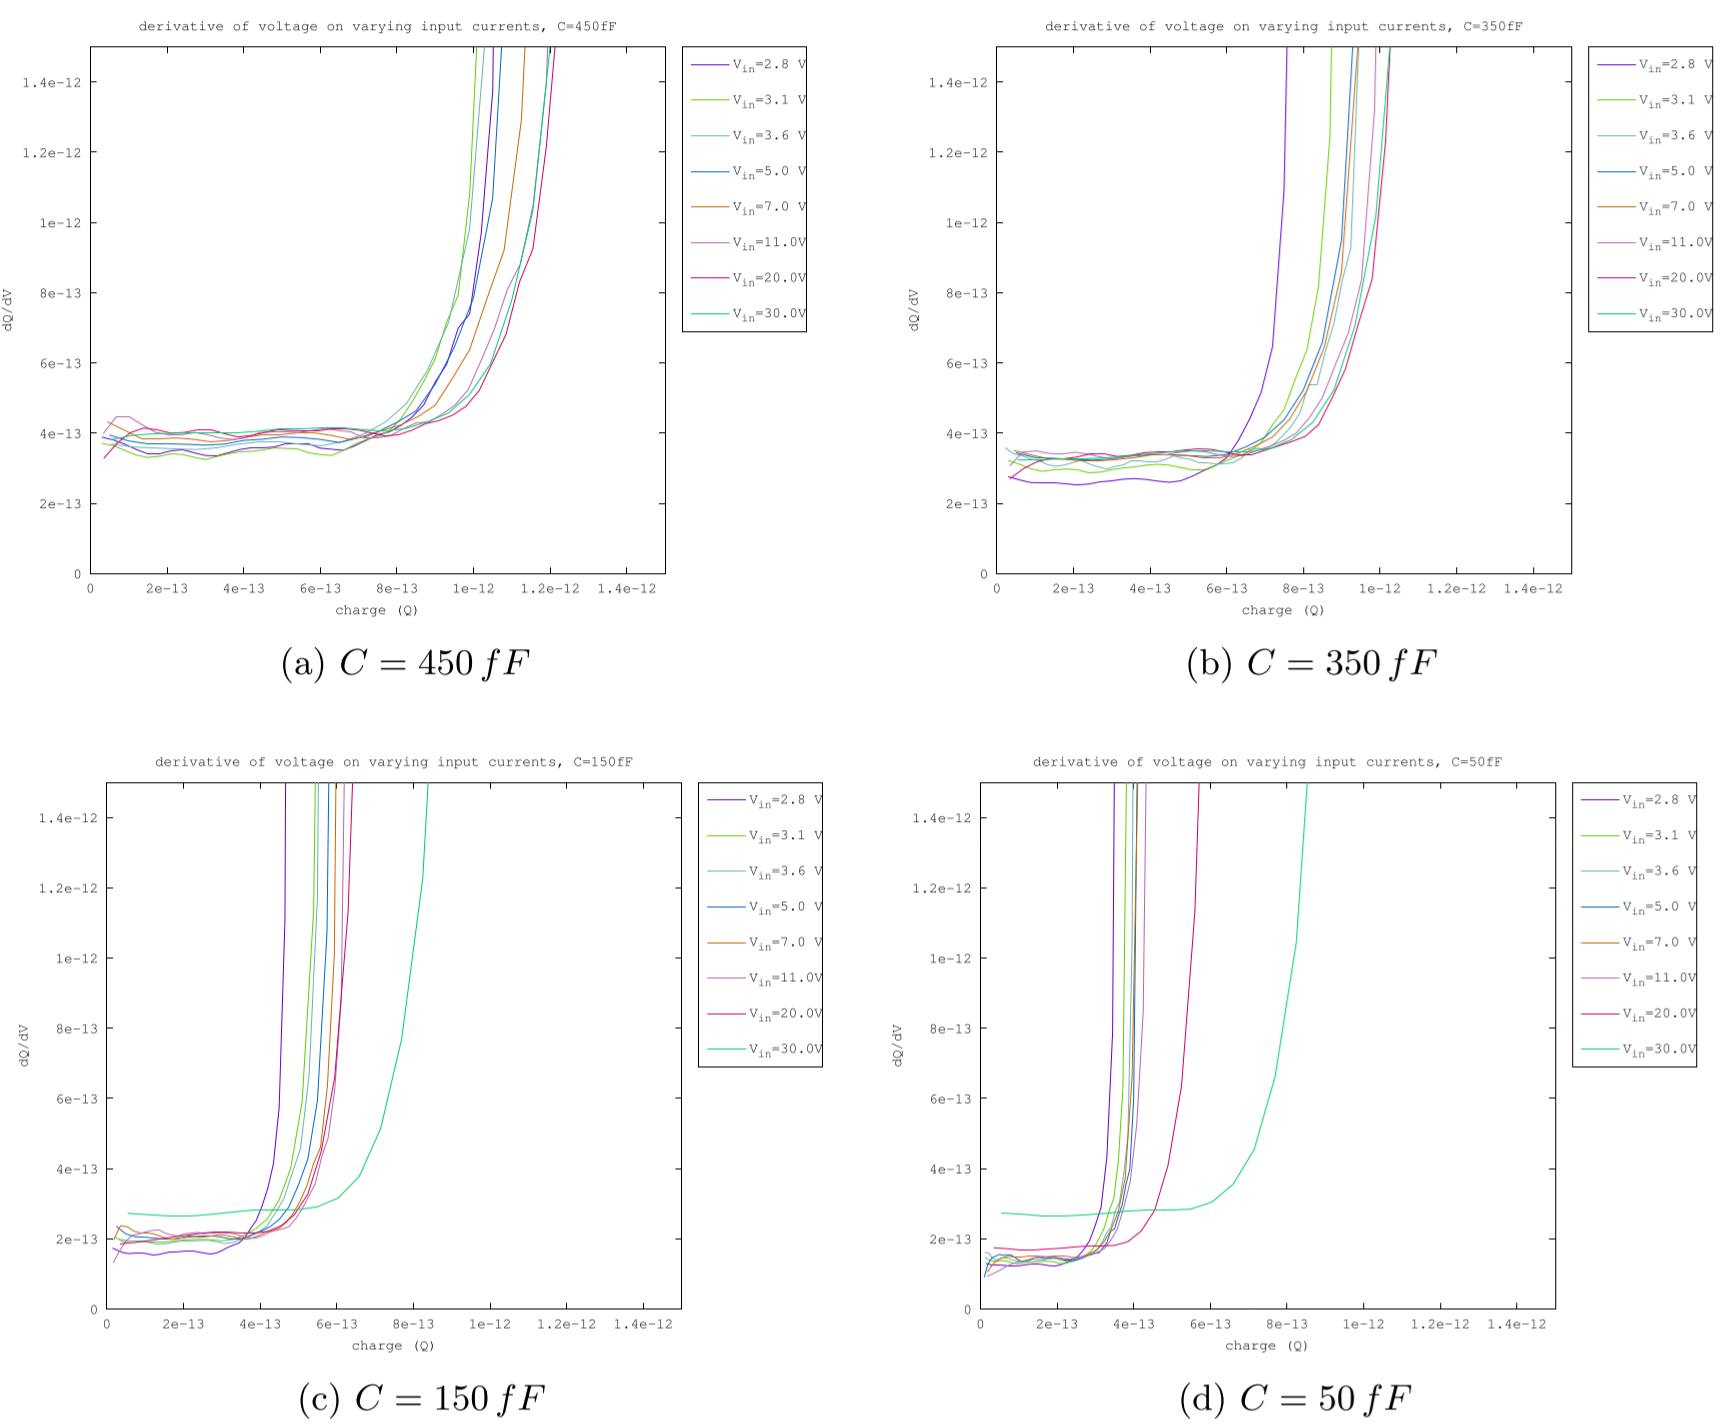 derivative of voltage on varying input currents, C=450fF
dQ/dV
1.4e-12
1.2e-12
1e-12
8e-13
6e-13
4e-13
2e-13
0
0 2e-13 4e-13 6e-13 8e-13 1e-12 1.2e-12 1.4e-12
charge (Q)
Vin=2.8 V
Vin=3.1 V
Vin=3.6 V
Vin=5.0 V
Vin=7.0 V
Vin=11.0V
Vin=20.0V
Vin=30.0V
(a) C = 450 fF
derivative of voltage on varying input currents, C=350fF
dQ/dV
1.4e-12
1.2e-12
1e-12
8e-13
6e-13
4e-13
2e-13
0
0 2e-13 4e-13 6e-13 8e-13 1e-12 1.2e-12 1.4e-12
charge (Q)
Vin=2.8 V
Vin=3.1 V
Vin=3.6 V
Vin=5.0 V
Vin=7.0 V
Vin=11.0V
Vin=20.0V
Vin=30.0V
(b) C = 350 fF
derivative of voltage on varying input currents, C=150fF
dQ/dV
1.4e-12
1.2e-12
1e-12
8e-13
6e-13
4e-13
2e-13
0
0 2e-13 4e-13 6e-13 8e-13 1e-12 1.2e-12 1.4e-12
charge (Q)
Vin=2.8 V
Vin=3.1 V
Vin=3.6 V
Vin=5.0 V
Vin=7.0 V
Vin=11.0V
Vin=20.0V
Vin=30.0V
(c) C = 150 fF
derivative of voltage on varying input currents, C=50fF
dQ/dV
1.4e-12
1.2e-12
1e-12
8e-13
6e-13
4e-13
2e-13
0
0 2e-13 4e-13 6e-13 8e-13 1e-12 1.2e-12 1.4e-12
charge (Q)
Vin=2.8 V
Vin=3.1 V
Vin=3.6 V
Vin=5.0 V
Vin=7.0 V
Vin=11.0V
Vin=20.0V
Vin=30.0V
(d) C = 50 fF